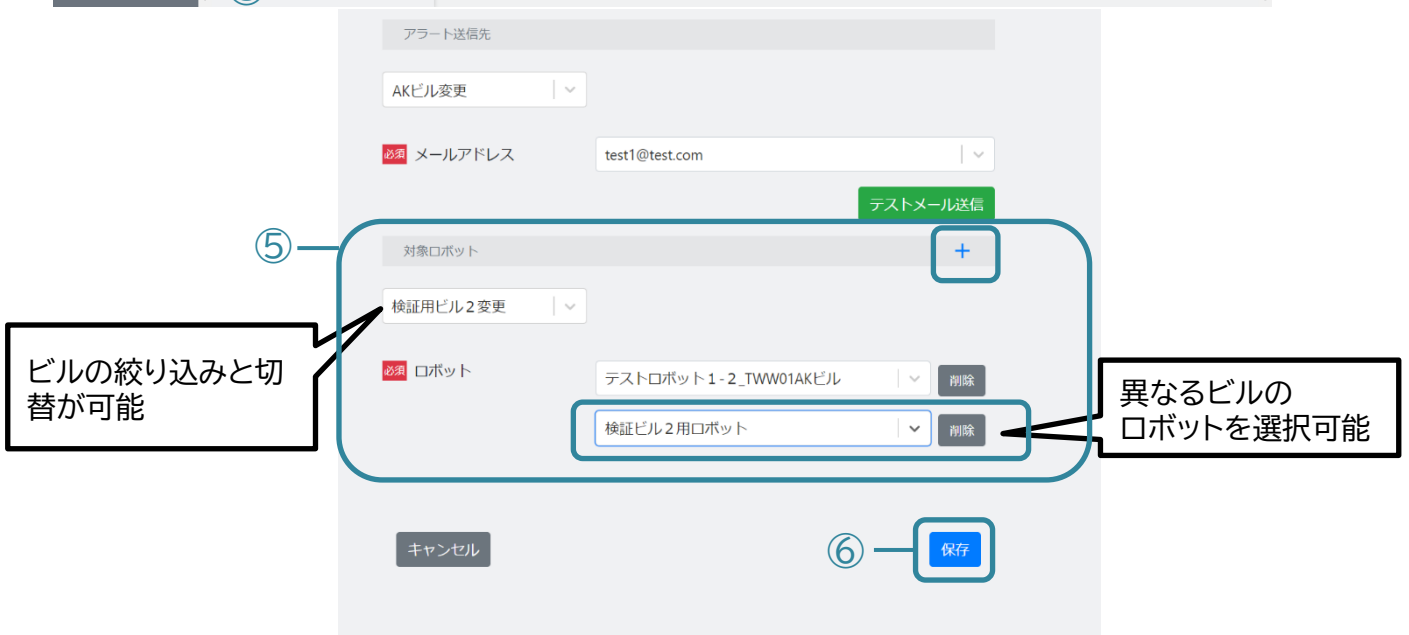 アラート送信先
AKビル変更
必須 メールアドレス
test1@test.com
テストメール送信
⑤
対象ロボット
+
検証用ビル２変更
ビルの絞り込みと切
替が可能
必須 ロボット
テストロボット１-２_TWW01AKビル
削除
検証ビル２用ロボット
削除
異なるビルの
ロボットを選択可能
キャンセル
⑥
保存